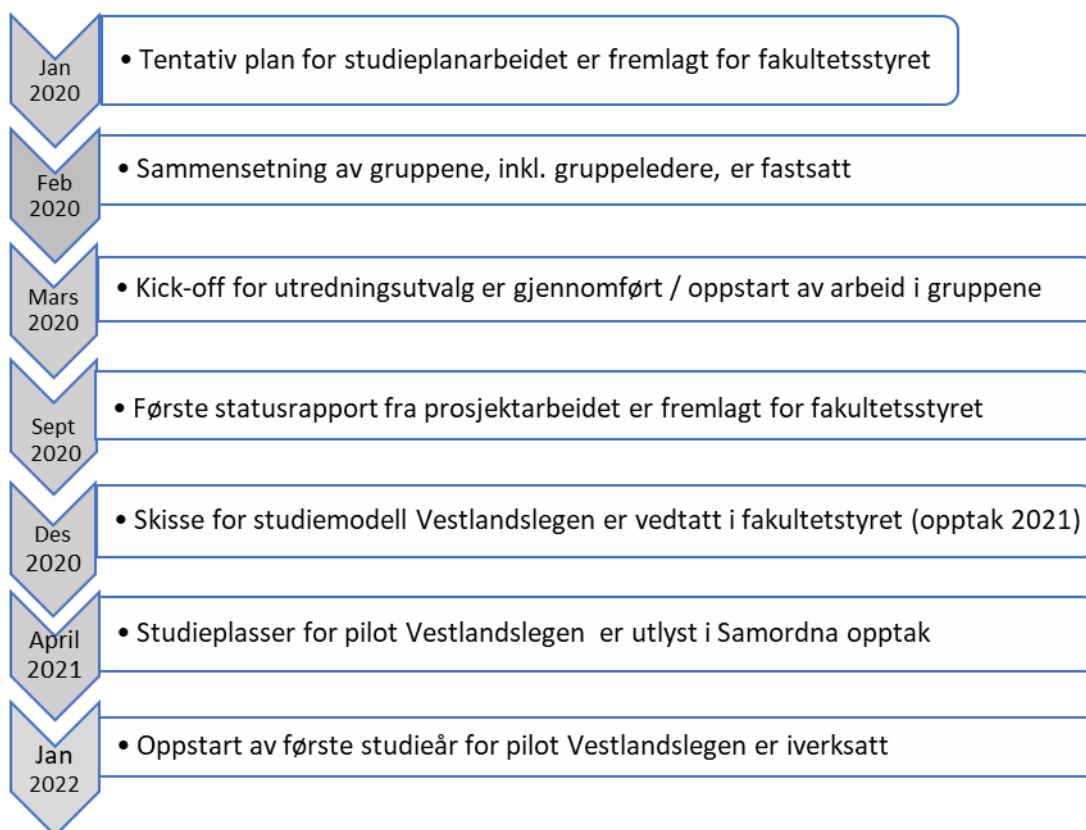 Jan
2020
• Tentativ plan for studieplanarbeidet er fremlagt for fakultetsstyret
Feb
2020
• Sammensetning av gruppene, inkl. gruppeledere, er fastsatt
Mars
2020
• Kick-off for utredningsutvalg er gjennomført / oppstart av arbeid i gruppene
Sept
2020
• Første statusrapport fra prosjektarbeidet er fremlagt for fakultetsstyret
Des
2020
• Skisse for studiemodell Vestlandslegen er vedtatt i fakultetstyret (opptak 2021)
April
2021
• Studieplasser for pilot Vestlandslegen er utlyst i Samordna opptak
Jan
2022
• Oppstart av første studieår for pilot Vestlandslegen er iverksatt